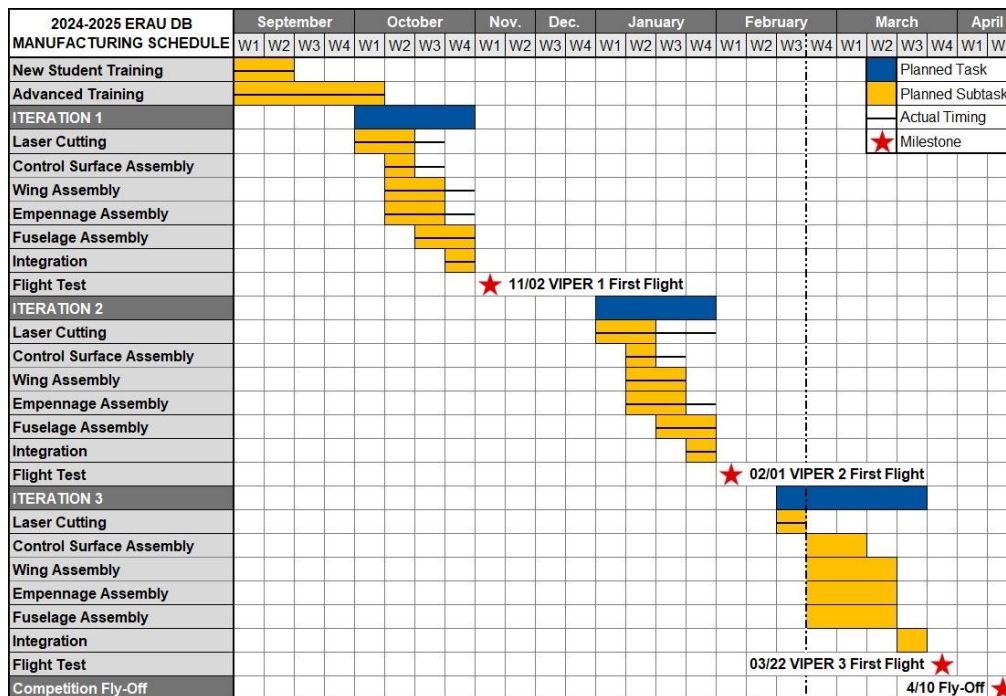 2024-2025 ERAU DB
MANUFACTURING SCHEDULE
September October Nov. Dec. January February March April
W1 W2 W3 W4 W1 W2 W3 W4 W1 W2 W3 W4 W1 W2 W3 W4 W1 W2 W3 W4 W1 W2 W3 W4 W1
New Student Training
Planned Task
Advanced Training
Planned Subtask
ITERATION 1
Actual Timing
Laser Cutting
Milestone
Control Surface Assembly
Wing Assembly
Empennage Assembly
Fuselage Assembly
Integration
Flight Test
11/02 VIPER 1 First Flight
ITERATION 2
Laser Cutting
Control Surface Assembly
Wing Assembly
Empennage Assembly
Fuselage Assembly
Integration
Flight Test
02/01 VIPER 2 First Flight
ITERATION 3
Laser Cutting
Control Surface Assembly
Wing Assembly
Empennage Assembly
Fuselage Assembly
Integration
Flight Test
03/22 VIPER 3 First Flight
Competition Fly-Off
4/10 Fly-Off